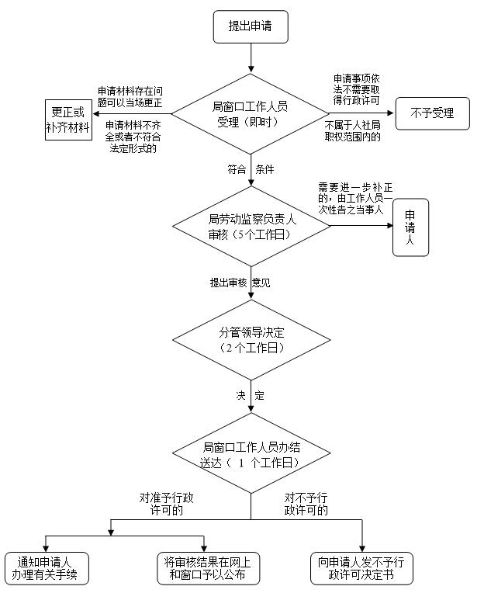 提出申请
申请材料存在问
题可以当场更正
申请事项依
法不需要取
得行政许可
更正或
补齐材料
局窗口工作人员
受理（即时）
不予受理
申请材料不齐
全或者不符合
法定形式的
不属于人社局
职权范围内的
符合 条件
需要进一步补正
的，由工作人员一
次性告之当事人
局劳动监察负责人
审核（5个工作日）
申
请
人
提出审核 意见
分管领导决定
（2个工作日）
决 定
局窗口工作人员办结
送达（ 1 个工作日）
对准予行政
许可的
对不予行
政许可的
通知申请人
办理有关手续
将审核结果在网上
和窗口予以公布
向申请人发不予行
政许可决定书